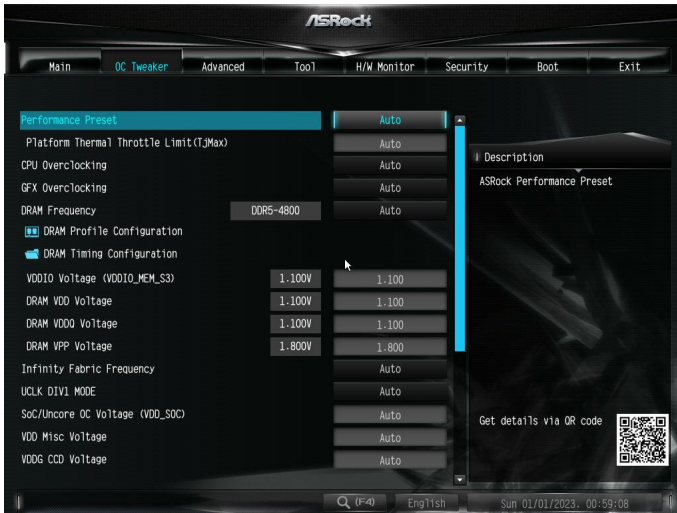 ASRock
Main OC Tweaker Advanced Tool H/W Monitor Security Boot Exit
Performance Preset Auto
Platform Thermal Throttle Limit(TjMax) Auto
CPU Overclocking Auto
GFX Overclocking Auto
DRAM Frequency DDR5-4800 Auto
DRAM Profile Configuration
DRAM Timing Configuration
VDDIO Voltage (VDDIO_MEM_S3) 1.100V 1.100
DRAM VDD Voltage 1.100V 1.100
DRAM VDDQ Voltage 1.100V 1.100
DRAM VPP Voltage 1.800V 1.800
Infinity Fabric Frequency Auto
UCLK DIV1 MODE Auto
SoC/Uncore OC Voltage (VDD_SOC) Auto
VDD Misc Voltage Auto
VDDG CCD Voltage Auto
Description
ASRock Performance Preset
Get details via QR code
(F4) English Sun 01/01/2023. 00:59:08